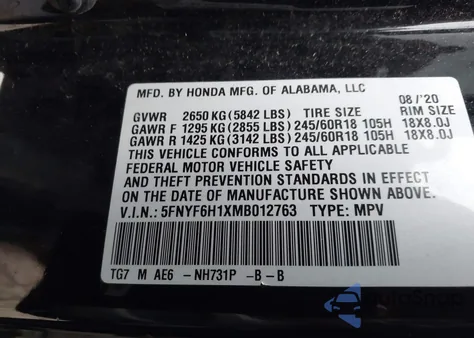 MFD. BY HONDA MFG. OF ALABAMA, LLC
08/'20
GVWR 2650 KG (5842 LBS) TIRE SIZE RIM SIZE
GAWR F 1295 KG (2855 LBS) 245/60R18 105H 18X8.0J
GAWR R 1425 KG (3142 LBS) 245/60R18 105H 18X8.0J
THIS VEHICLE CONFORMS TO ALL APPLICABLE
FEDERAL MOTOR VEHICLE SAFETY
AND THEFT PREVENTION STANDARDS IN EFFECT
ON THE DATE OF MANUFACTURE SHOWN ABOVE.
V.I.N.: 5FNYF6H1XMB012763 TYPE: MPV
TG7 M AE6 - NH731P - B - B